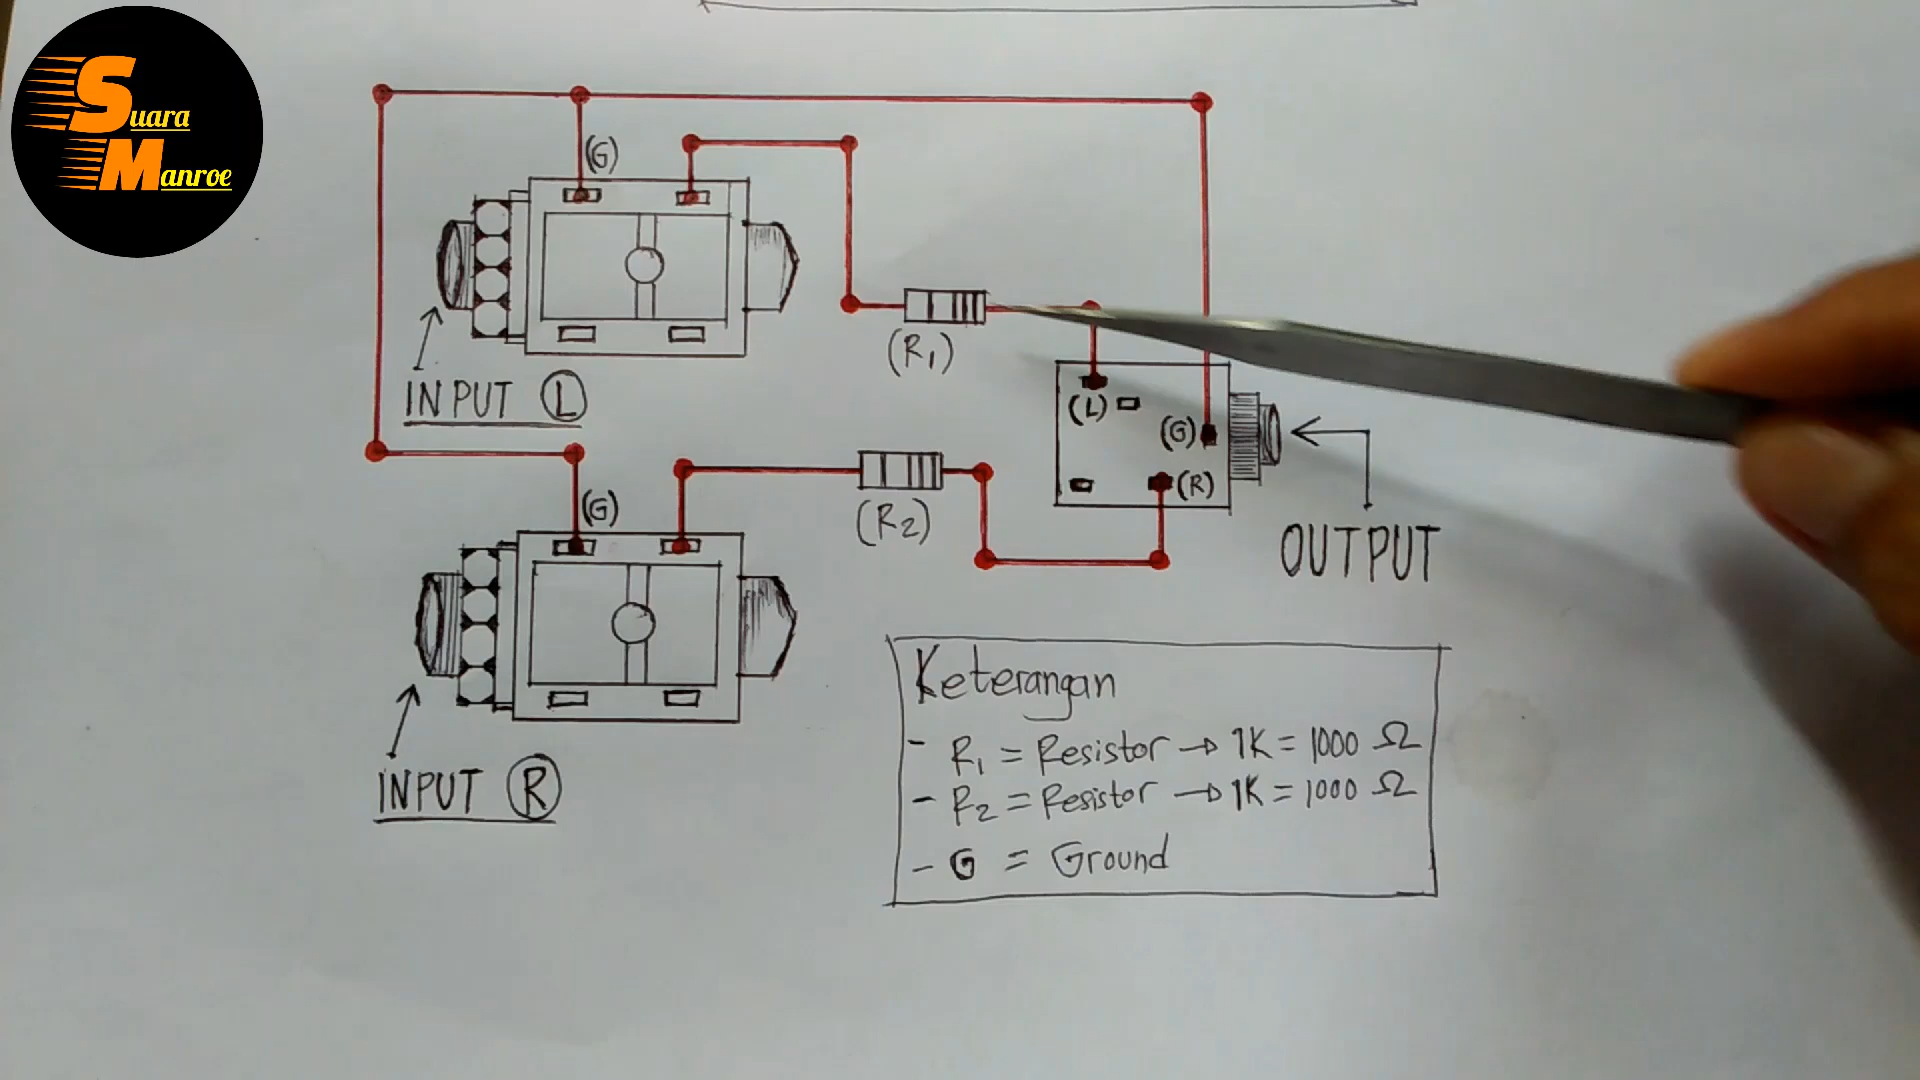 Suara
Manroe
(G)
INPUT L
(R1)
(L)
(G)
(R)
(G)
(R2)
OUTPUT
INPUT R
Keterangan
- R1 = Resistor → 1K = 1000 Ω
- R2 = Resistor → 1K = 1000 Ω
- G = Ground